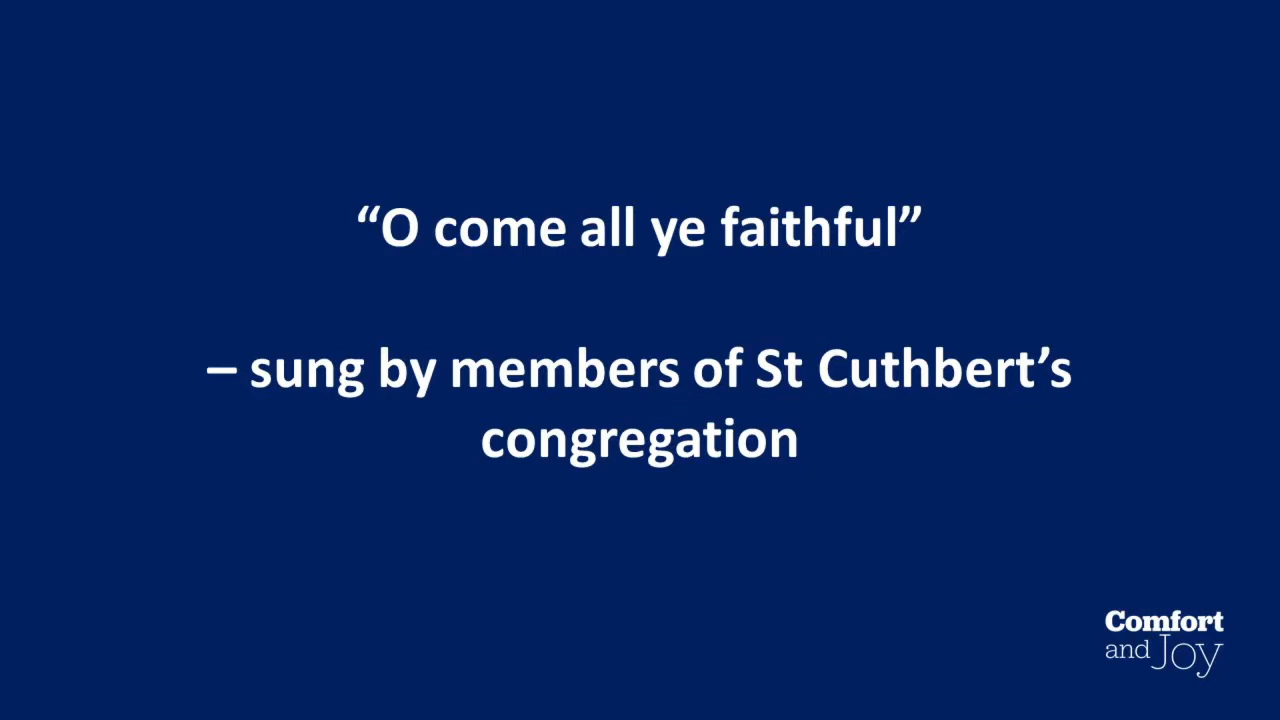 “O come all ye faithful”
– sung by members of St Cuthbert’s
congregation
Comfort
and Joy